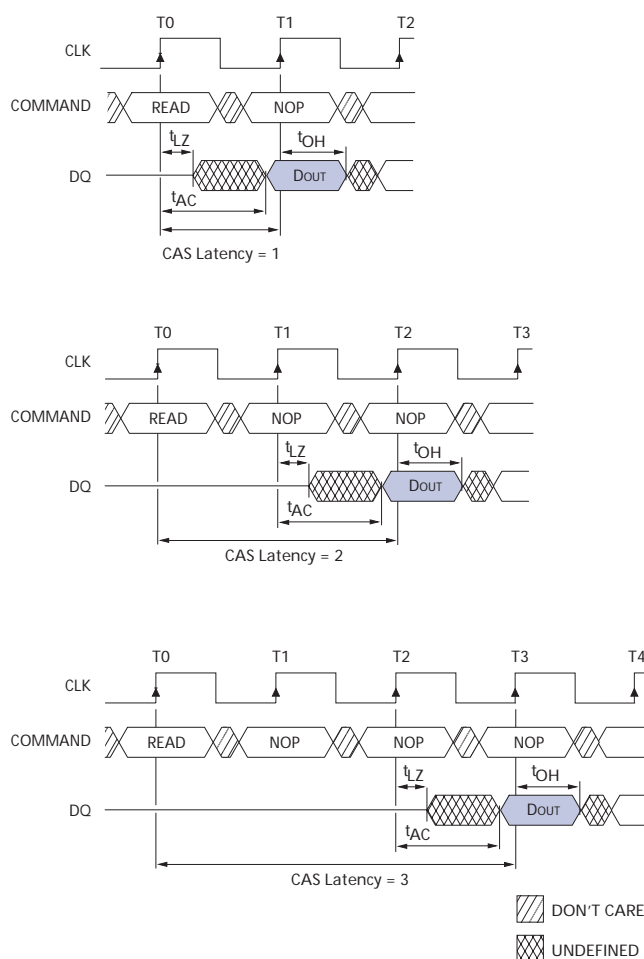 T0 T1 T2
CLK
COMMAND READ NOP
tLZ tOH
DQ DOUT
tAC
CAS Latency = 1
T0 T1 T2 T3
CLK
COMMAND READ NOP NOP
tLZ tOH
DQ DOUT
tAC
CAS Latency = 2
T0 T1 T2 T3 T4
CLK
COMMAND READ NOP NOP NOP
tLZ tOH
DQ DOUT
tAC
CAS Latency = 3
DON'T CARE
UNDEFINED